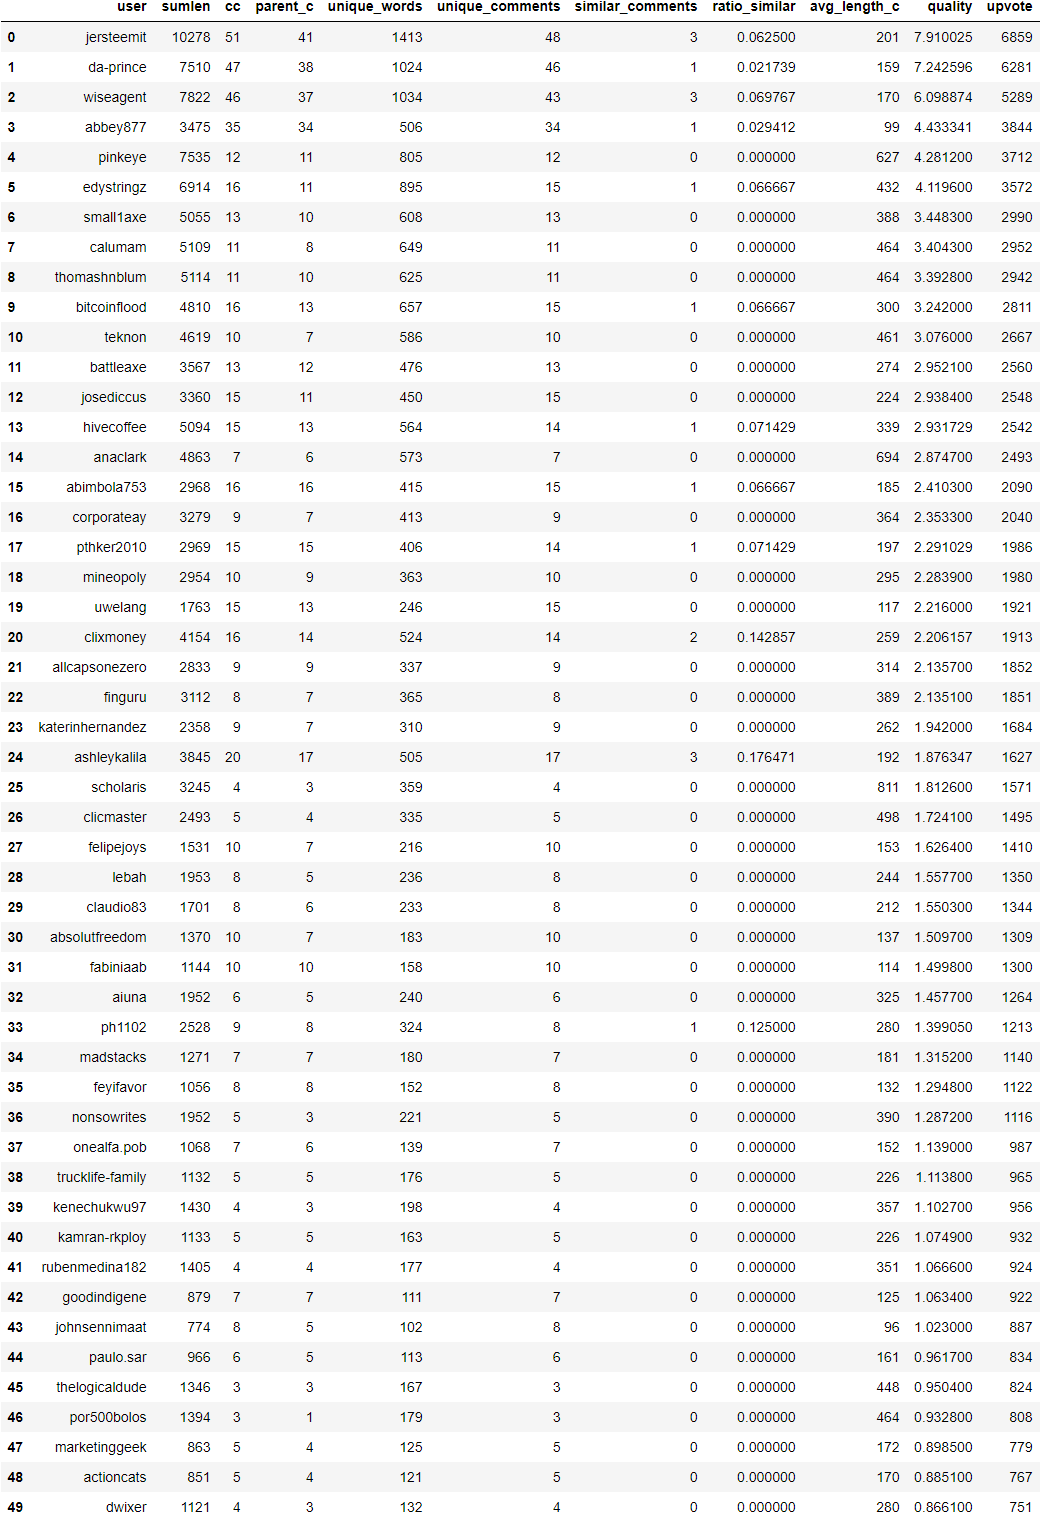 user sumlen cc parent_c unique_words unique_comments similar_comments ratio_similar avg_length_c quality upvote
0 jersteemit 10278 51 41 1413 48 3 0.062500 201 7.910025 6859
1 da-prince 7510 47 38 1024 46 1 0.021739 159 7.242596 6281
2 wiseagent 7822 46 37 1034 43 3 0.069767 170 6.098874 5289
3 abbey877 3475 35 34 506 34 1 0.029412 99 4.433341 3844
4 pinkeye 7535 12 11 805 12 0 0.000000 627 4.281200 3712
5 edystringz 6914 16 11 895 15 1 0.066667 432 4.119600 3572
6 small1axe 5055 13 10 608 13 0 0.000000 388 3.448300 2990
7 calumam 5109 11 8 649 11 0 0.000000 464 3.404300 2952
8 thomashnblum 5114 11 10 625 11 0 0.000000 464 3.392800 2942
9 bitcoinflood 4810 16 13 657 15 1 0.066667 300 3.242000 2811
10 teknon 4619 10 7 586 10 0 0.000000 461 3.076000 2667
11 battleaxe 3567 13 12 476 13 0 0.000000 274 2.952100 2560
12 josediccus 3360 15 11 450 15 0 0.000000 224 2.938400 2548
13 hivecoffee 5094 15 13 564 14 1 0.071429 339 2.931729 2542
14 anaclark 4863 7 6 573 7 0 0.000000 694 2.874700 2493
15 abimbola753 2968 16 16 415 15 1 0.066667 185 2.410300 2090
16 corporateay 3279 9 7 413 9 0 0.000000 364 2.353300 2040
17 pthker2010 2969 15 15 406 14 1 0.071429 197 2.291029 1986
18 mineopoly 2954 10 9 363 10 0 0.000000 295 2.283900 1980
19 uwelang 1763 15 13 246 15 0 0.000000 117 2.216000 1921
20 clixmoney 4154 16 14 524 14 2 0.142857 259 2.206157 1913
21 allcapsonezero 2833 9 9 337 9 0 0.000000 314 2.135700 1852
22 finguru 3112 8 7 365 8 0 0.000000 389 2.135100 1851
23 katerinhernandez 2358 9 7 310 9 0 0.000000 262 1.942000 1684
24 ashleykalila 3845 20 17 505 17 3 0.176471 192 1.876347 1627
25 scholaris 3245 4 3 359 4 0 0.000000 811 1.812600 1571
26 clicmaster 2493 5 4 335 5 0 0.000000 498 1.724100 1495
27 felipejoys 1531 10 7 216 10 0 0.000000 153 1.626400 1410
28 lebah 1953 8 5 236 8 0 0.000000 244 1.557700 1350
29 claudio83 1701 8 6 233 8 0 0.000000 212 1.550300 1344
30 absolutfreedom 1370 10 7 183 10 0 0.000000 137 1.509700 1309
31 fabiniaab 1144 10 10 158 10 0 0.000000 114 1.499800 1300
32 aiuna 1952 6 5 240 6 0 0.000000 325 1.457700 1264
33 ph1102 2528 9 8 324 8 1 0.125000 280 1.399050 1213
34 madstacks 1271 7 7 180 7 0 0.000000 181 1.315200 1140
35 feyifavor 1056 8 8 152 8 0 0.000000 132 1.294800 1122
36 nonsowrites 1952 5 3 221 5 0 0.000000 390 1.287200 1116
37 onealfa.pob 1068 7 6 139 7 0 0.000000 152 1.139000 987
38 trucklife-family 1132 5 5 176 5 0 0.000000 226 1.113800 965
39 kenechukwu97 1430 4 3 198 4 0 0.000000 357 1.102700 956
40 kamran-rkploy 1133 5 5 163 5 0 0.000000 226 1.074900 932
41 rubenmedina182 1405 4 4 177 4 0 0.000000 351 1.066600 924
42 goodindigene 879 7 7 111 7 0 0.000000 125 1.063400 922
43 johnsennimaat 774 8 5 102 8 0 0.000000 96 1.023000 887
44 paulo.sar 966 6 5 113 6 0 0.000000 161 0.961700 834
45 thelogicaldude 1346 3 3 167 3 0 0.000000 448 0.950400 824
46 por500bolos 1394 3 1 179 3 0 0.000000 464 0.932800 808
47 marketinggeek 863 5 4 125 5 0 0.000000 172 0.898500 779
48 actioncats 851 5 4 121 5 0 0.000000 170 0.885100 767
49 dwixer 1121 4 3 132 4 0 0.000000 280 0.866100 751